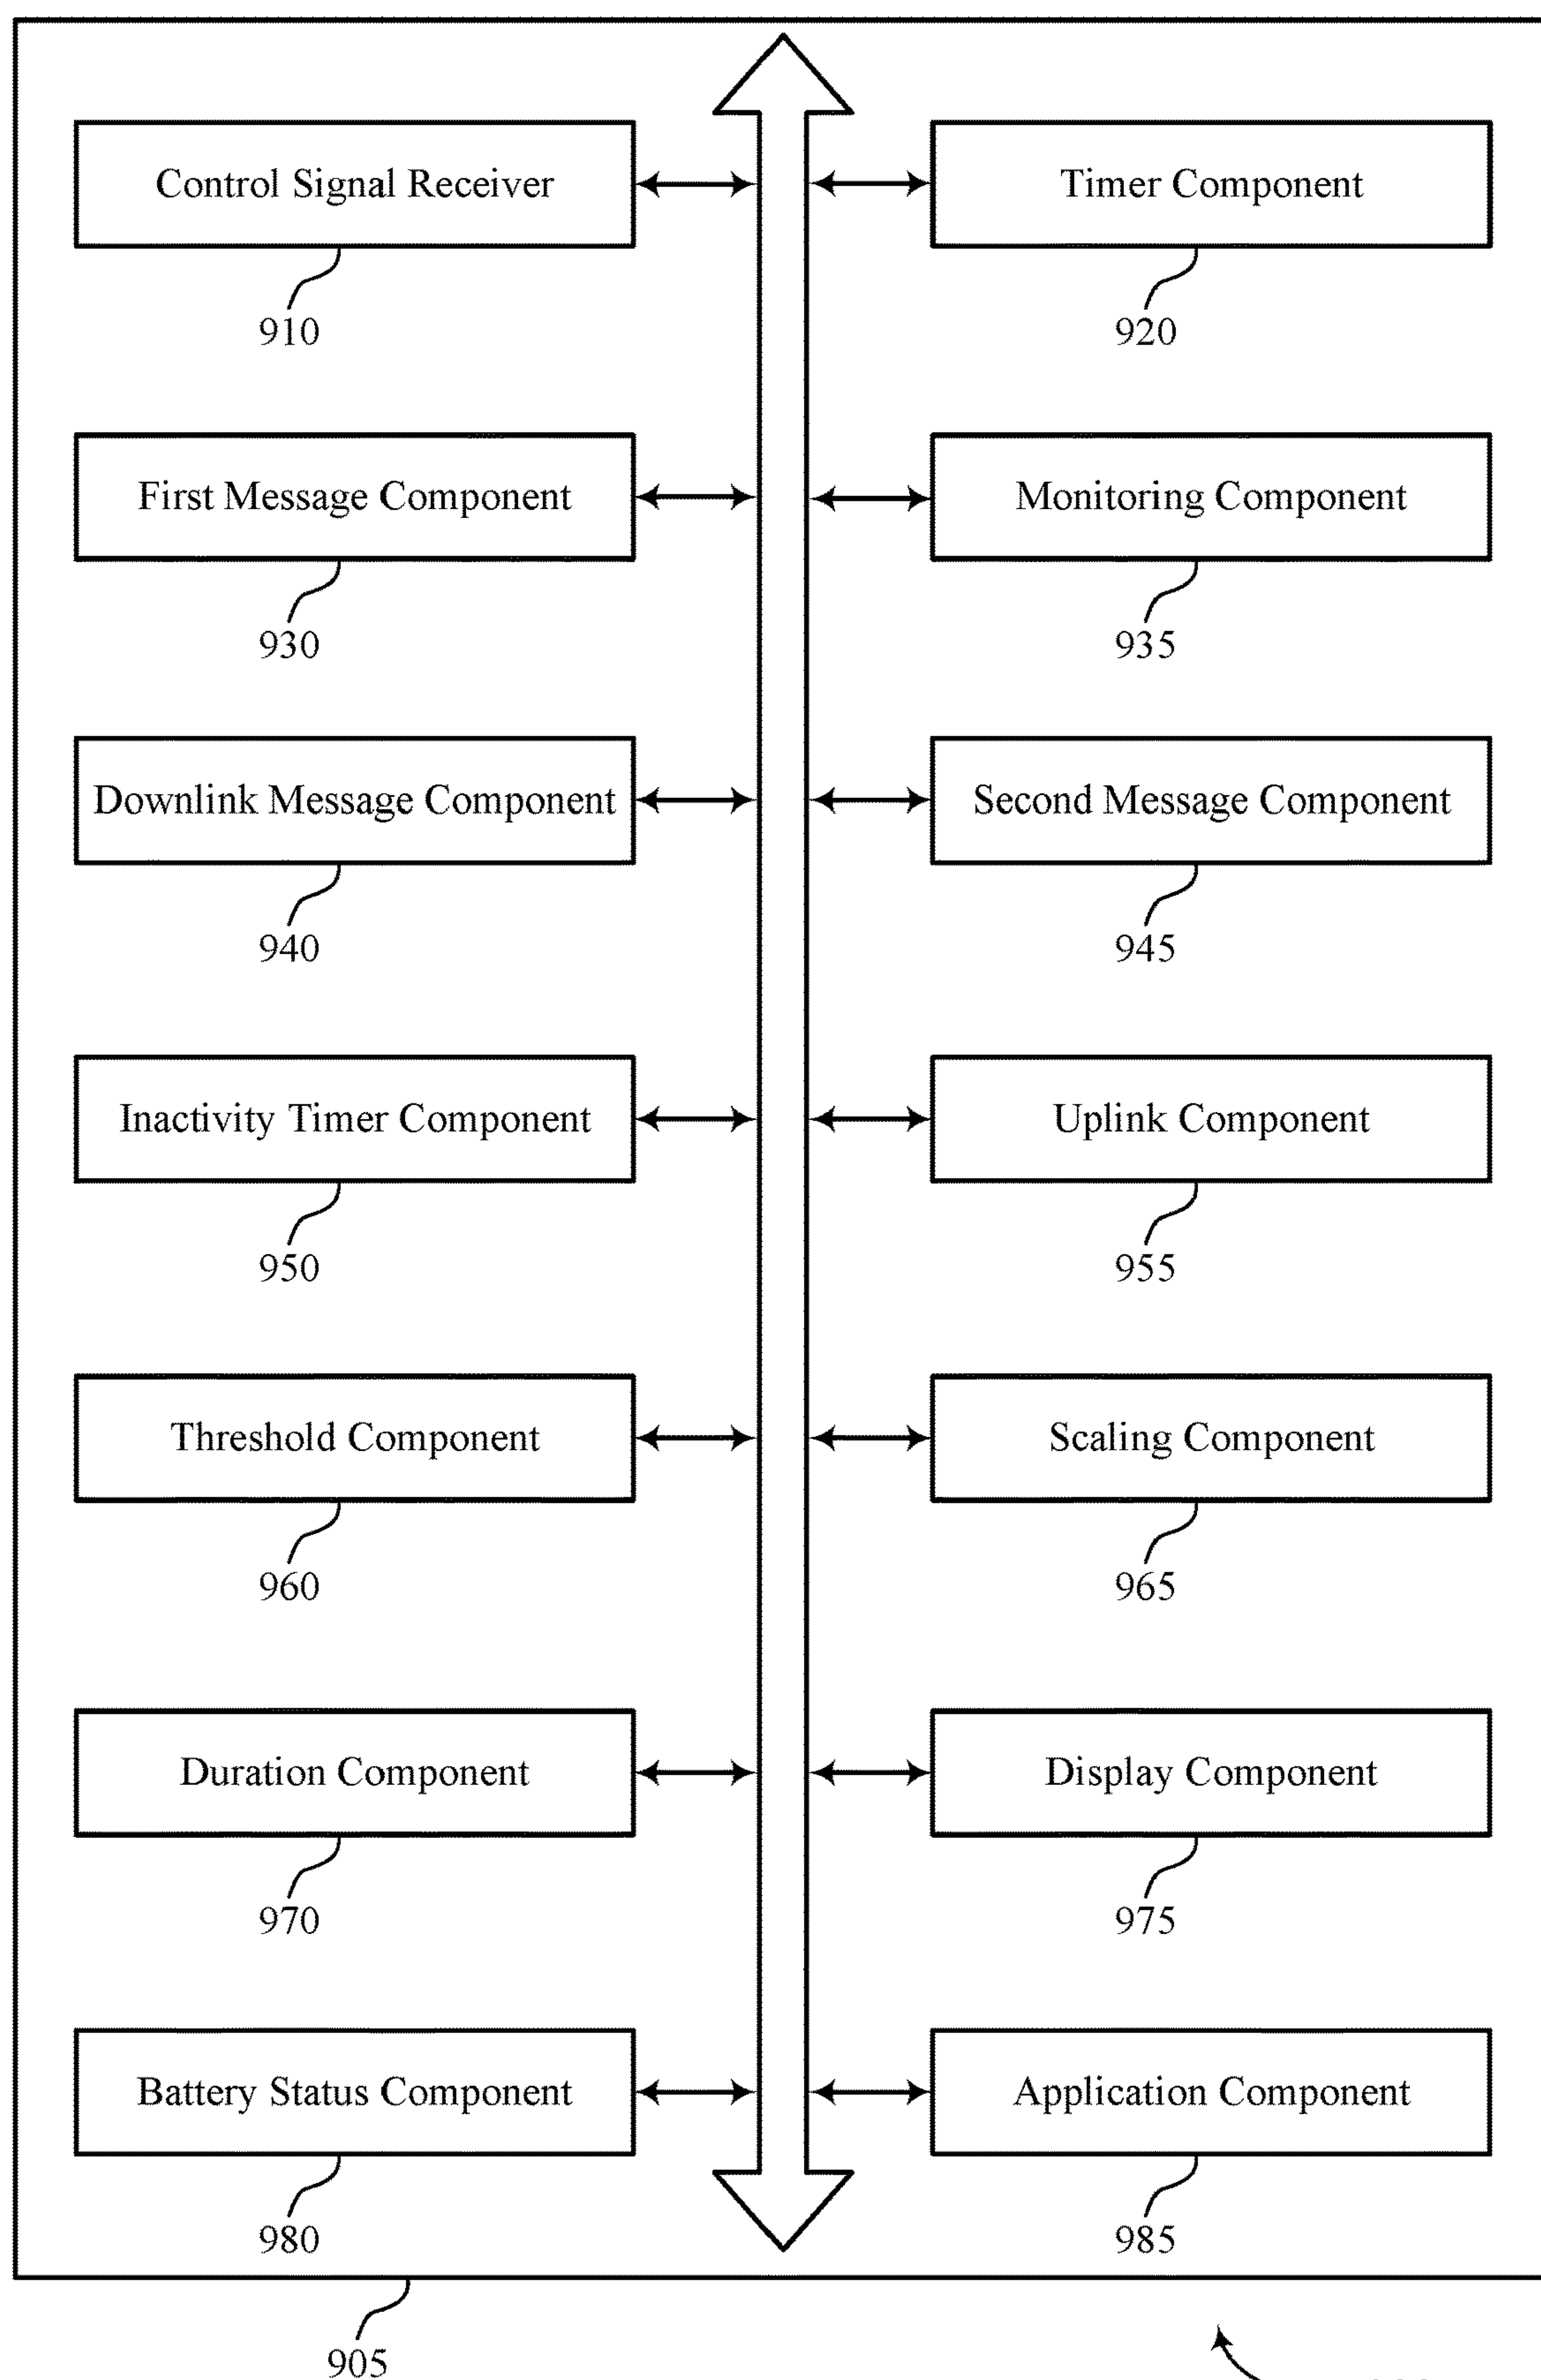 Control Signal Receiver
Timer Component
910
920
First Message Component
Monitoring Component
930
935
Downlink Message Component
Second Message Component
940
945
Inactivity Timer Component
Uplink Component
950
955
Threshold Component
Scaling Component
960
965
Duration Component
Display Component
970
975
Battery Status Component
Application Component
980
985
905